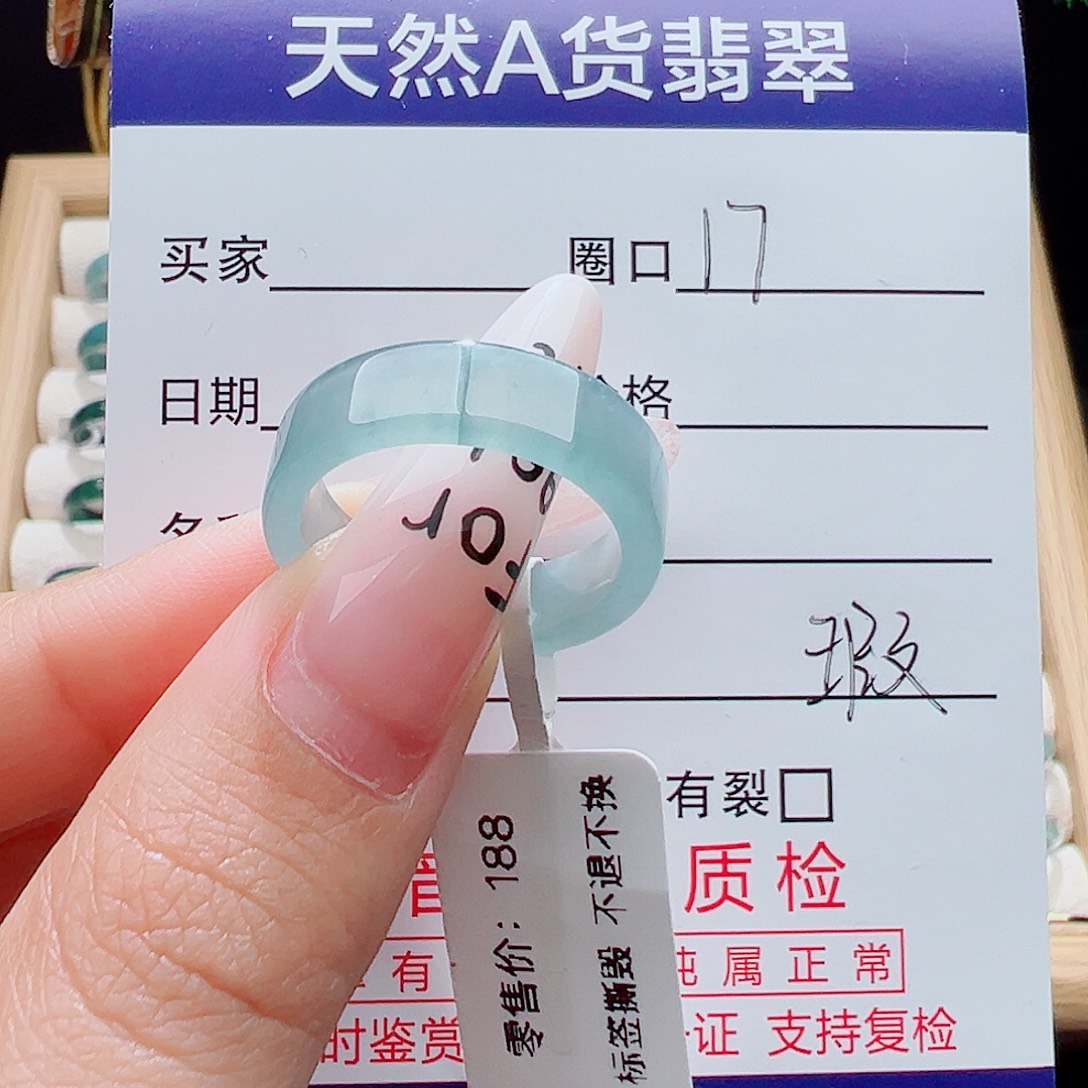 天然A货翡翠
买家 圈口 17
日期 格
瑕
有裂
质检
有 属正常
时鉴赏 证 支持复检
零售价：188
标签撕毁 不退不换